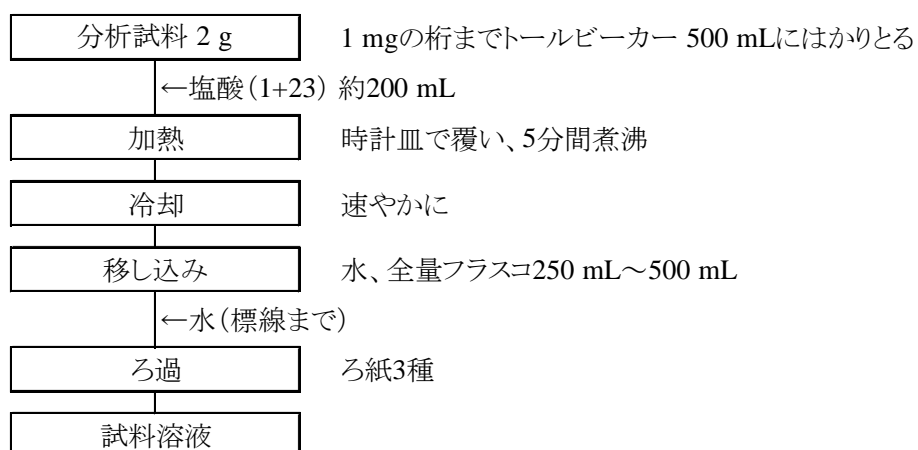 分析試料 2 g 1 mgの桁までトールビーカー 500 mLにはかりとる
←塩酸（1+23） 約200 mL
加熱 時計皿で覆い、5分間煮沸
冷却 速やかに
移し込み 水、全量フラスコ250 mL～500 mL
←水（標線まで）
ろ過 ろ紙3種
試料溶液